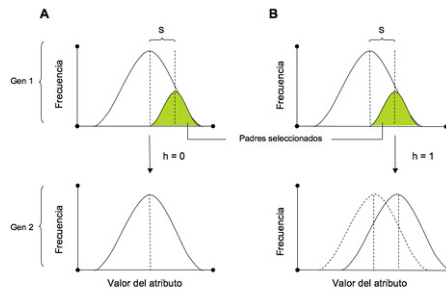 A
B
S
S
Gen 1
Frecuencia
Frecuencia
Padres seleccionados
h = 0
h = 1
Gen 2
Frecuencia
Frecuencia
Valor del atributo
Valor del atributo